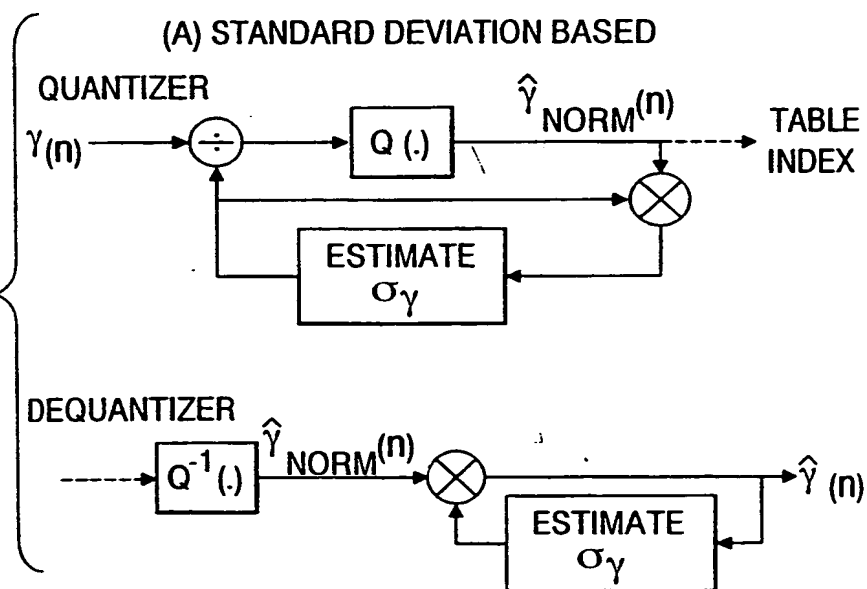 (A) STANDARD DEVIATION BASED
QUANTIZER
γ(n)
÷
Q (.)
γ̂NORM(n)
TABLE
INDEX
ESTIMATE
σγ
DEQUANTIZER
Q⁻¹(.)
γ̂NORM(n)
γ̂ (n)
ESTIMATE
σγ